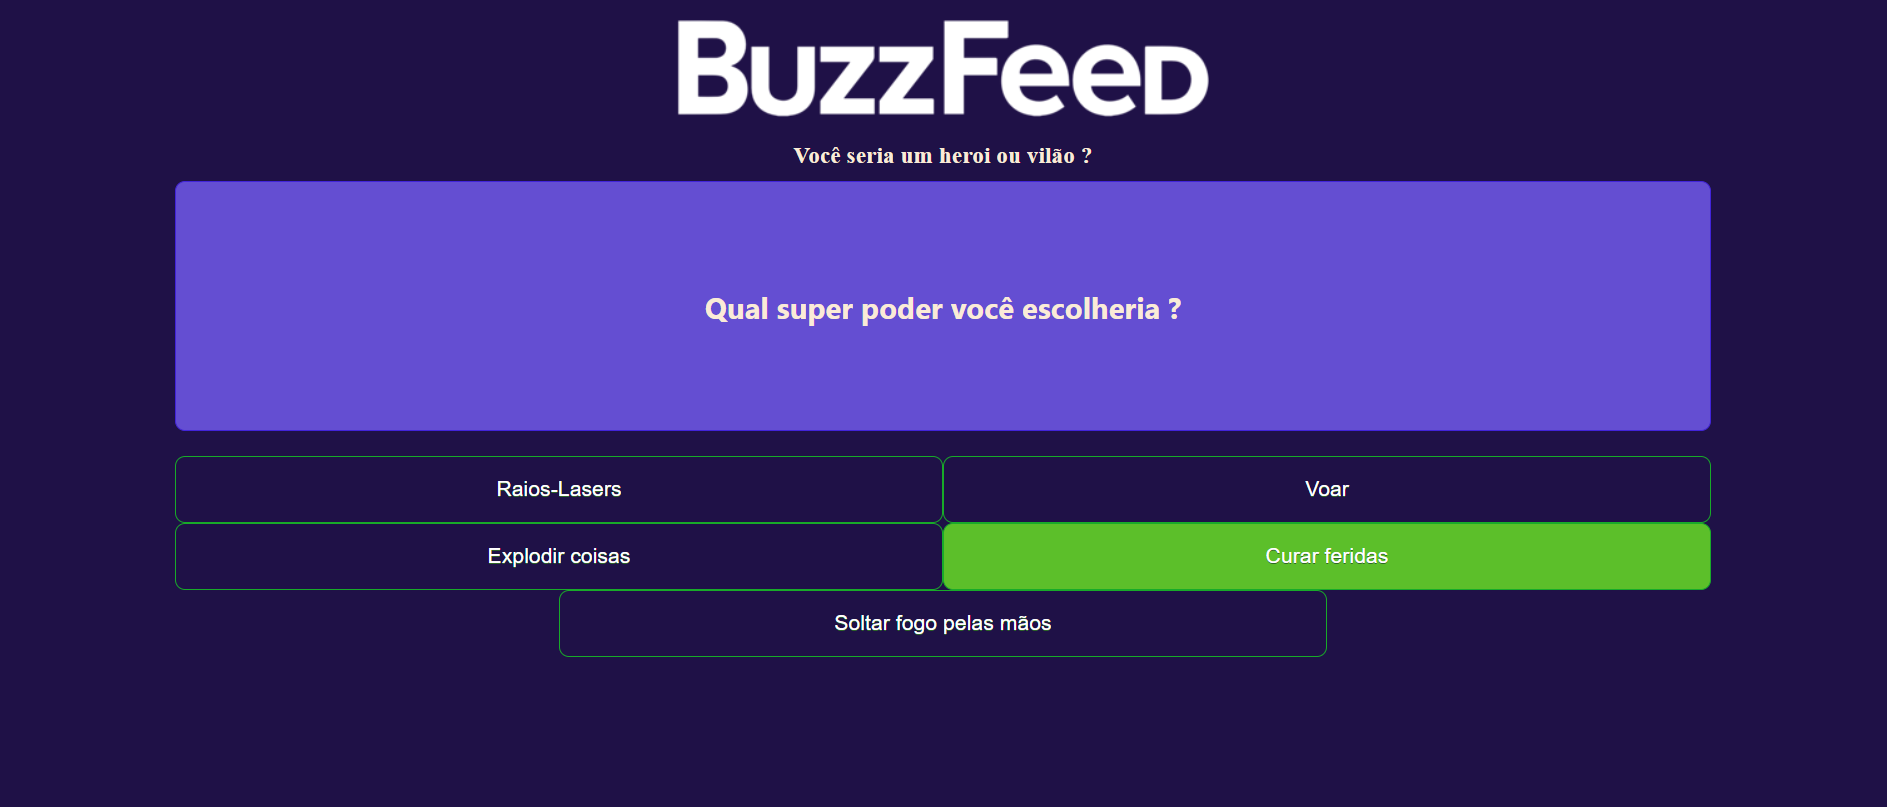 BuzzFeed
Você seria um heroi ou vilão ?
Qual super poder você escolheria ?
Raios-Lasers
Voar
Explodir coisas
Curar feridas
Soltar fogo pelas mãos